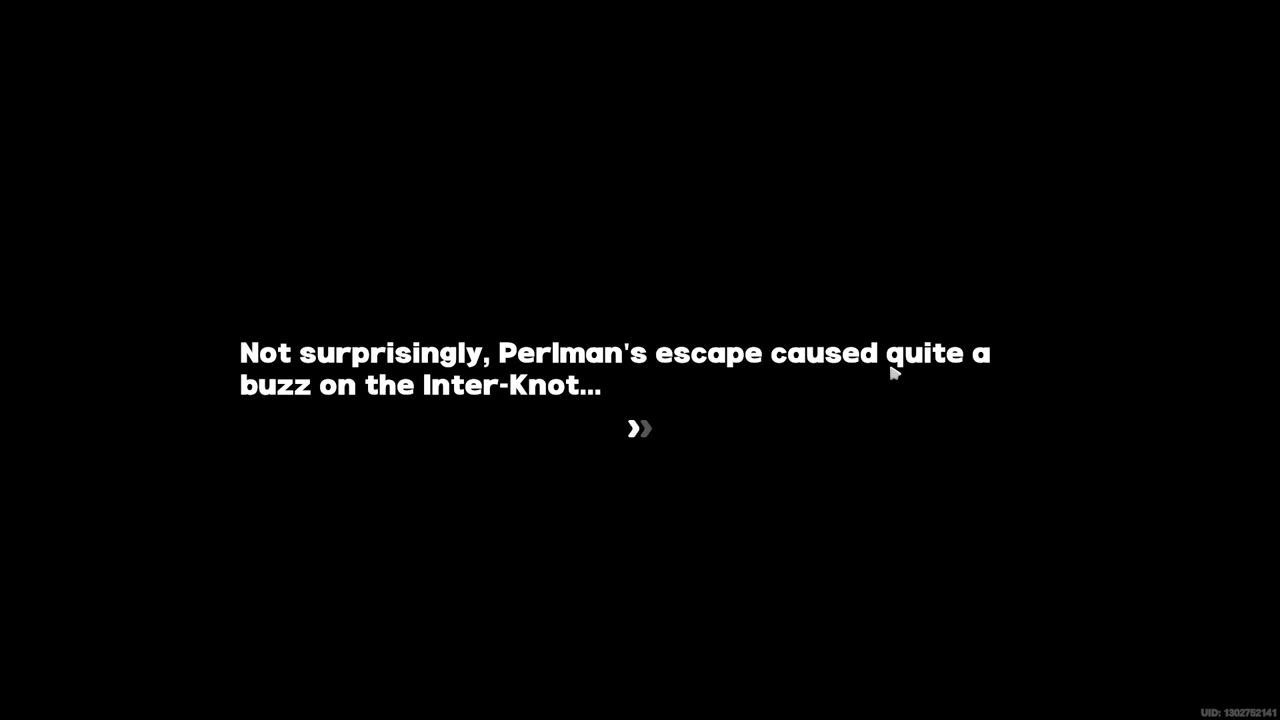 Not surprisingly, Perlman's escape caused quite a
buzz on the Inter-Knot...
UID: 1302752141